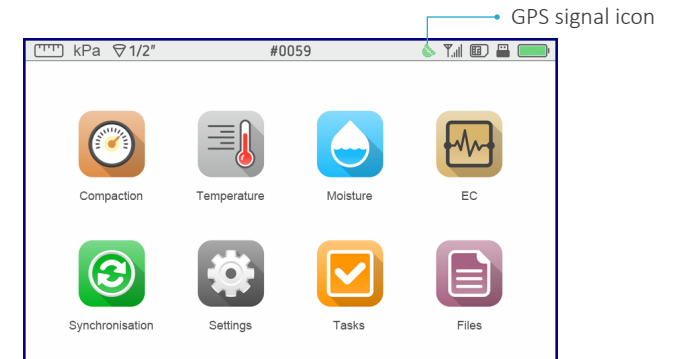 GPS signal icon
kPa 1/2″ #0059
Compaction Temperature Moisture EC
Synchronisation Settings Tasks Files